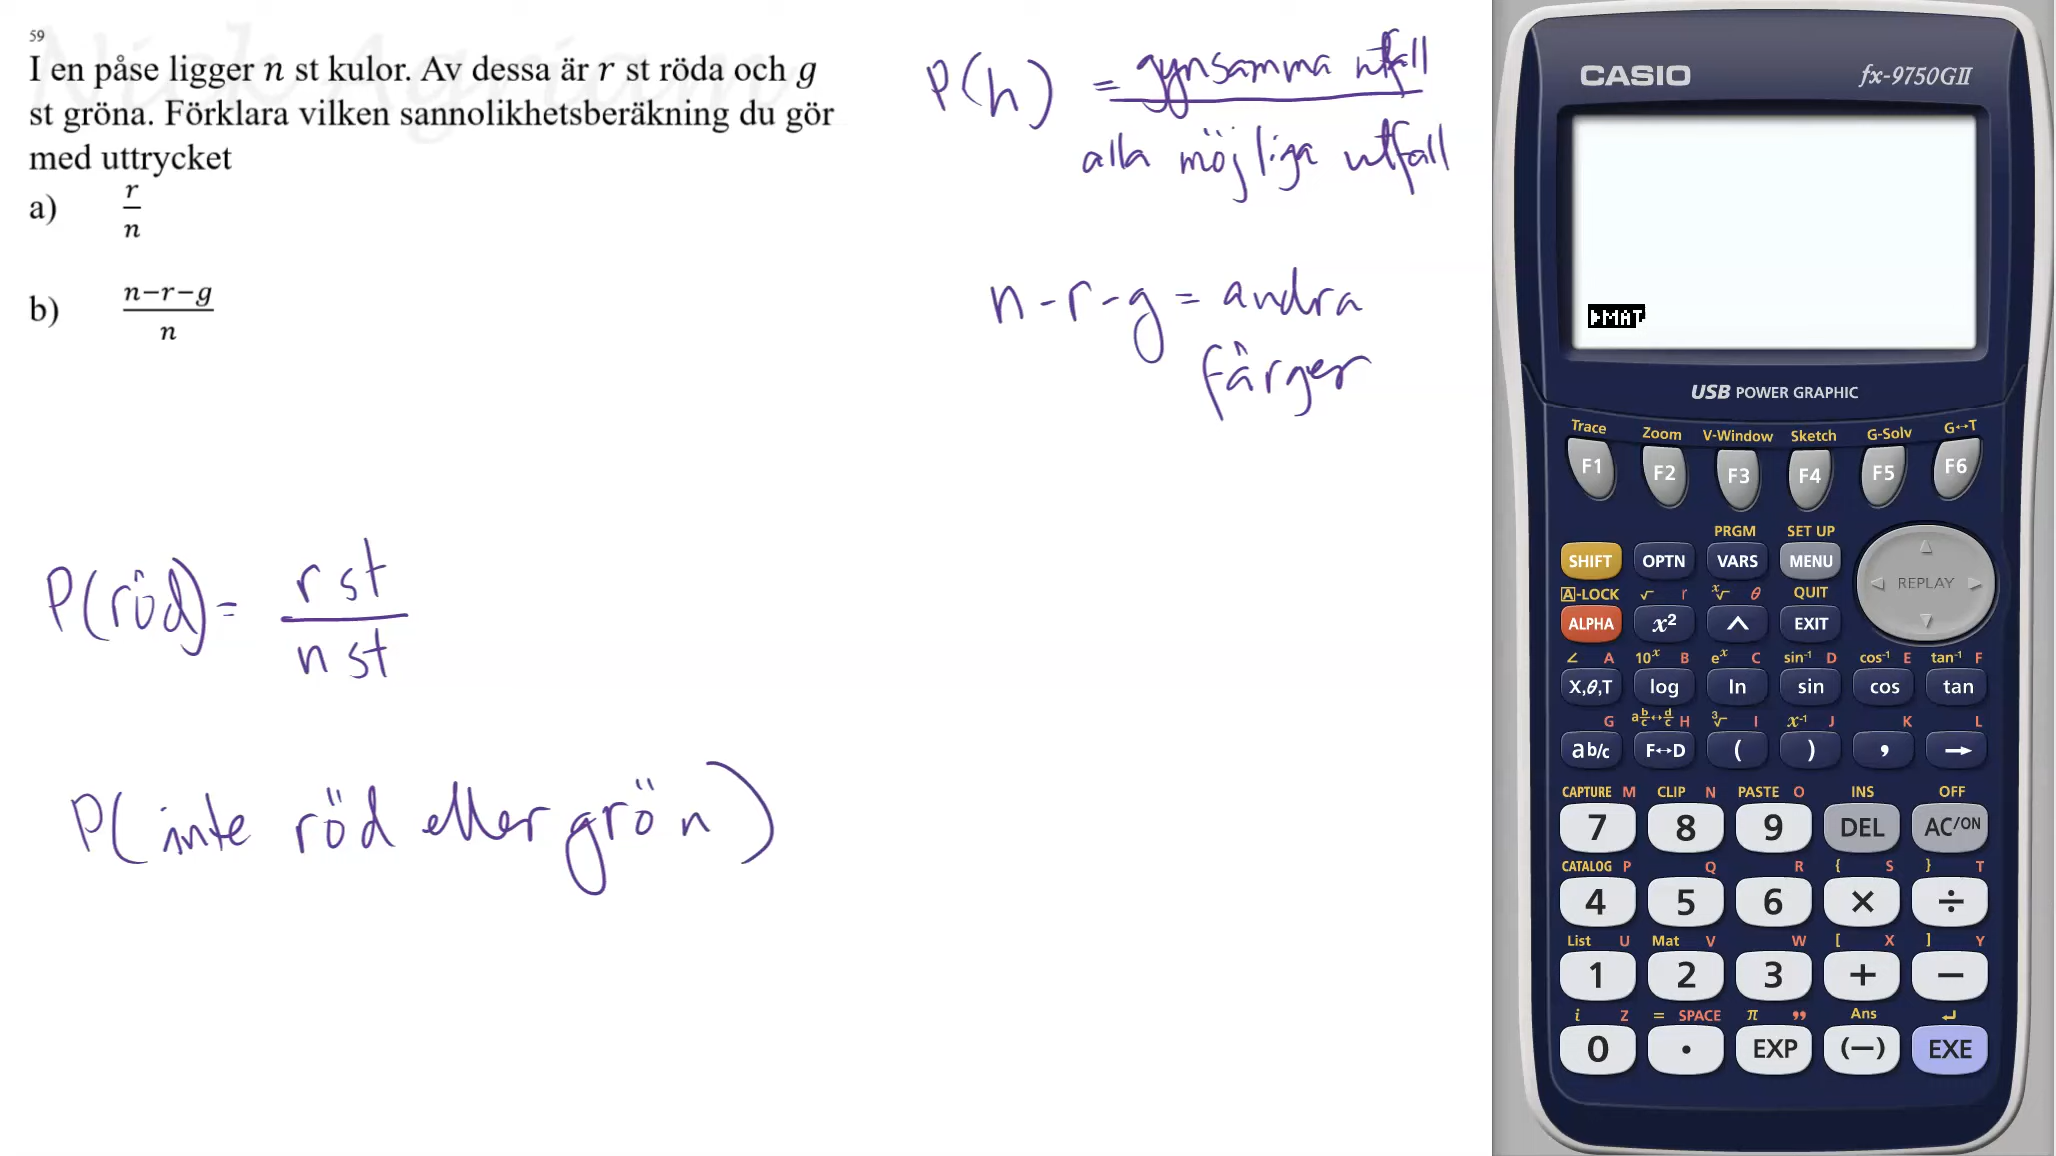 59
I en påse ligger n st kulor. Av dessa är r st röda och g
st gröna. Förklara vilken sannolikhetsberäkning du gör
med uttrycket
a) r/n
b) n−r−g/n
P(h) = gynsamma utfall
alla möjliga utfall
n-r-g = andra
färger
P(röd) = r st
n st
P(inte röd eller grön)
CASIO fx-9750GII
▶MAT
USB POWER GRAPHIC
Trace Zoom V-Window Sketch G-Solv G↔T
F1 F2 F3 F4 F5 F6
PRGM SET UP
SHIFT OPTN VARS MENU REPLAY
A-LOCK √ r ˣ√ θ QUIT
ALPHA x² ^ EXIT
∠ A 10ˣ B eˣ C sin⁻¹ D cos⁻¹ E tan⁻¹ F
X,θ,T log ln sin cos tan
G a b/c↔d/c H ³√ I x⁻¹ J K L
a b/c F↔D ( ) , →
CAPTURE M CLIP N PASTE O INS OFF
7 8 9 DEL AC/ON
CATALOG P Q R { S } T
4 5 6 × ÷
List U Mat V W [ X ] Y
1 2 3 + −
i Z = SPACE π ” Ans ↵
0 . EXP (−) EXE